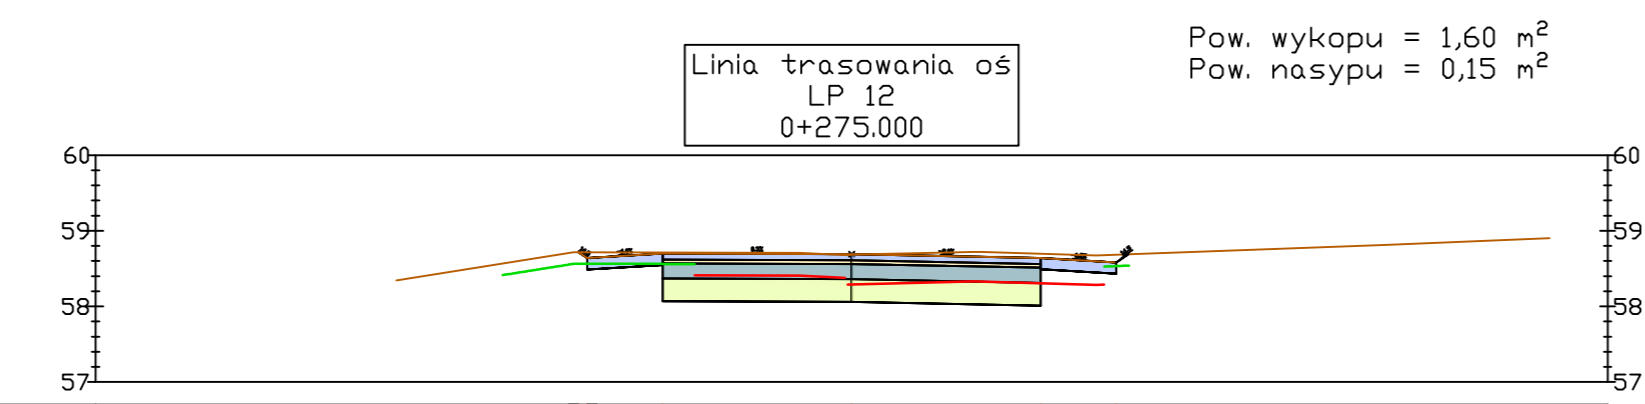 Pow. wykopu = 1,60 m²
Pow. nasypu = 0,15 m²
Linia trasowania oś
LP 12
0+275.000
60 60
59 59
58 58
57 57